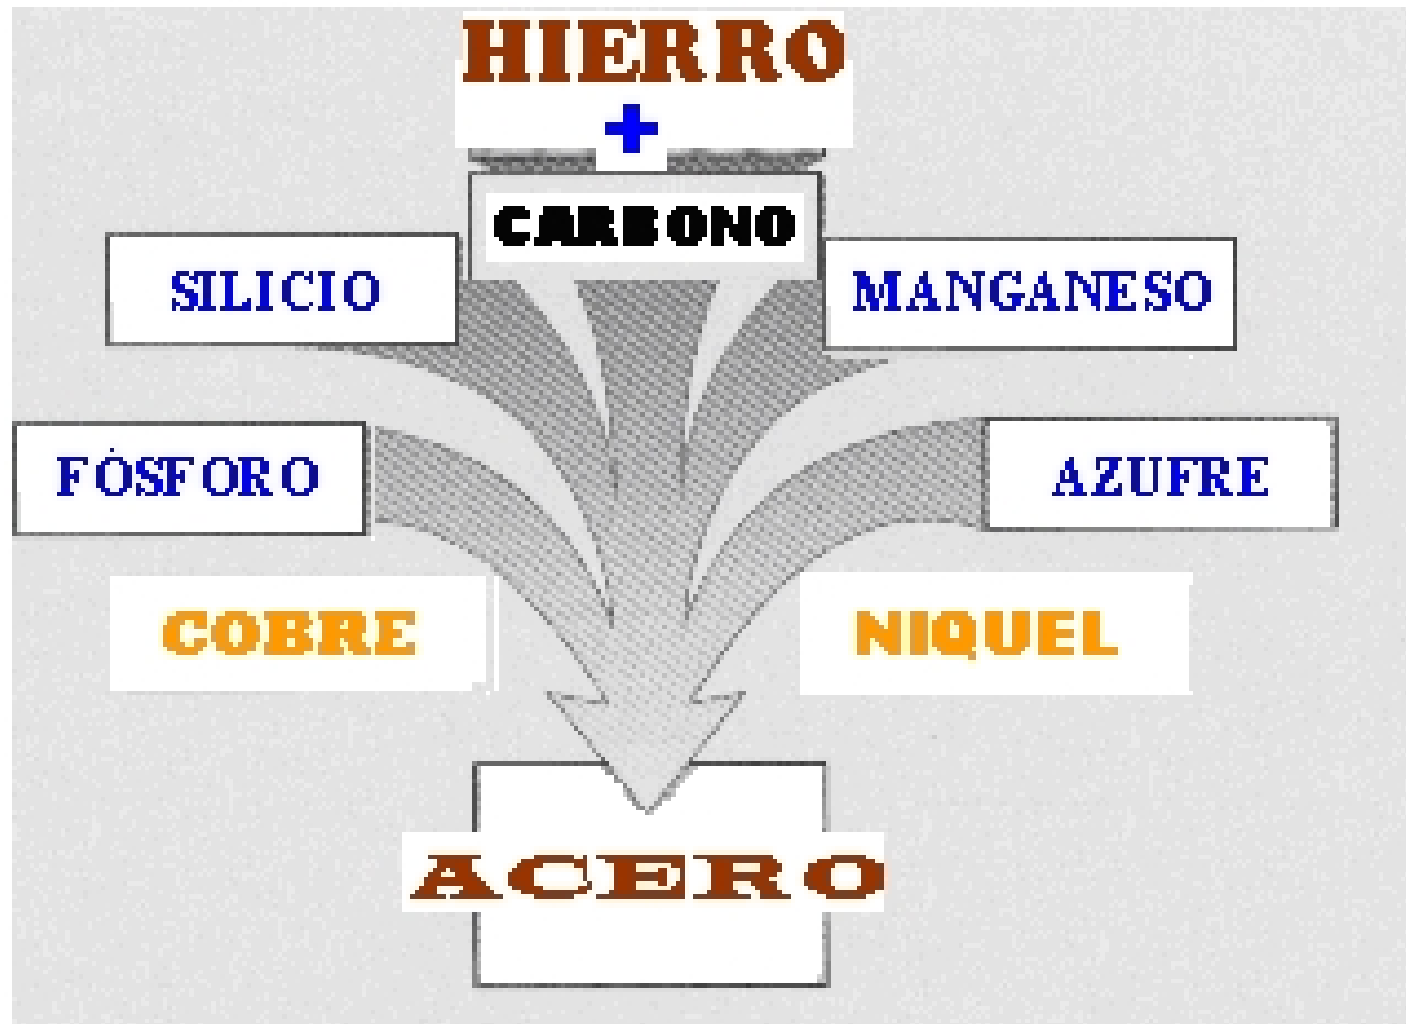 HIERRO
+
CARBONO
SILICIO
MANGANESO
FÓSFORO
AZUFRE
COBRE
NIQUEL
ACERO